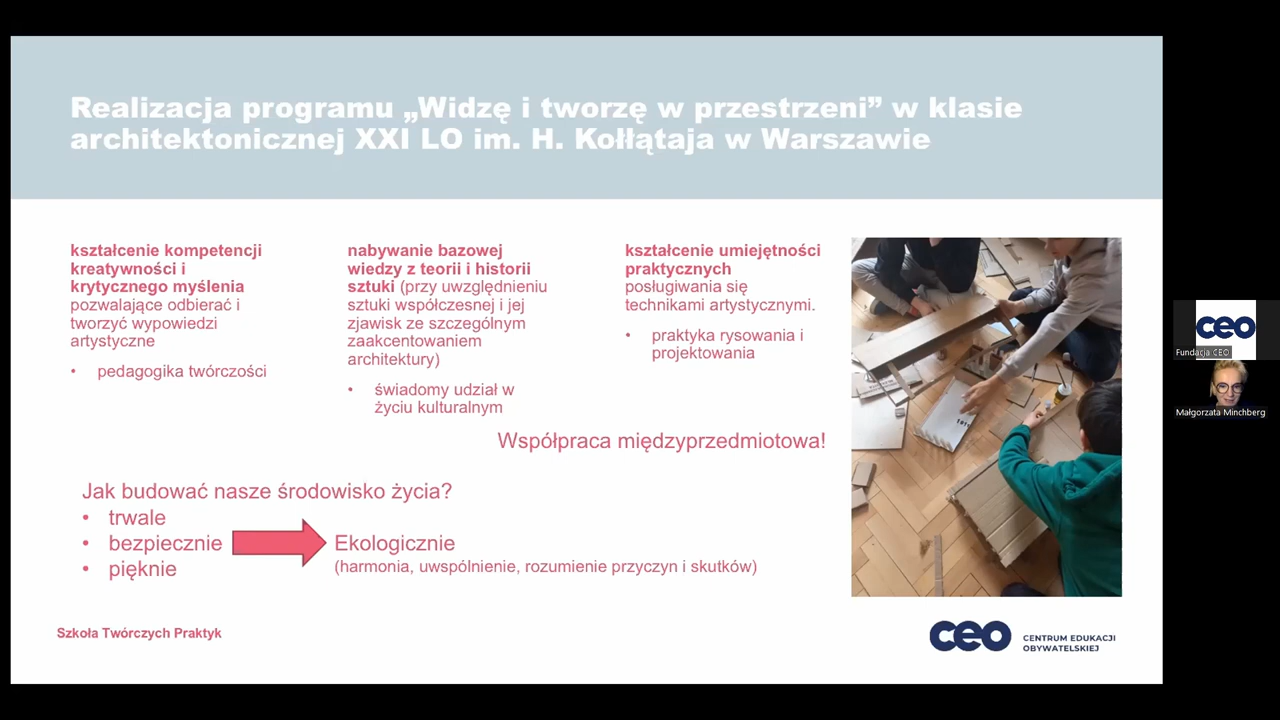 Realizacja programu „Widzę i tworzę w przestrzeni” w klasie
architektonicznej XXI LO im. H. Kołłątaja w Warszawie
kształcenie kompetencji
kreatywności i
krytycznego myślenia
pozwalające odbierać i
tworzyć wypowiedzi
artystyczne
• pedagogika twórczości
nabywanie bazowej
wiedzy z teorii i historii
sztuki (przy uwzględnieniu
sztuki współczesnej i jej
zjawisk ze szczególnym
zaakcentowaniem
architektury)
• świadomy udział w
życiu kulturalnym
kształcenie umiejętności
praktycznych
posługiwania się
technikami artystycznymi.
• praktyka rysowania i
projektowania
Współpraca międzyprzedmiotowa!
Jak budować nasze środowisko życia?
• trwale
• bezpiecznie
• pięknie
Ekologicznie
(harmonia, uwspólnienie, rozumienie przyczyn i skutków)
Szkoła Twórczych Praktyk
ceo
CENTRUM EDUKACJI
OBYWATELSKIEJ
ceo
Fundacja CEO
Małgorzata Minchberg